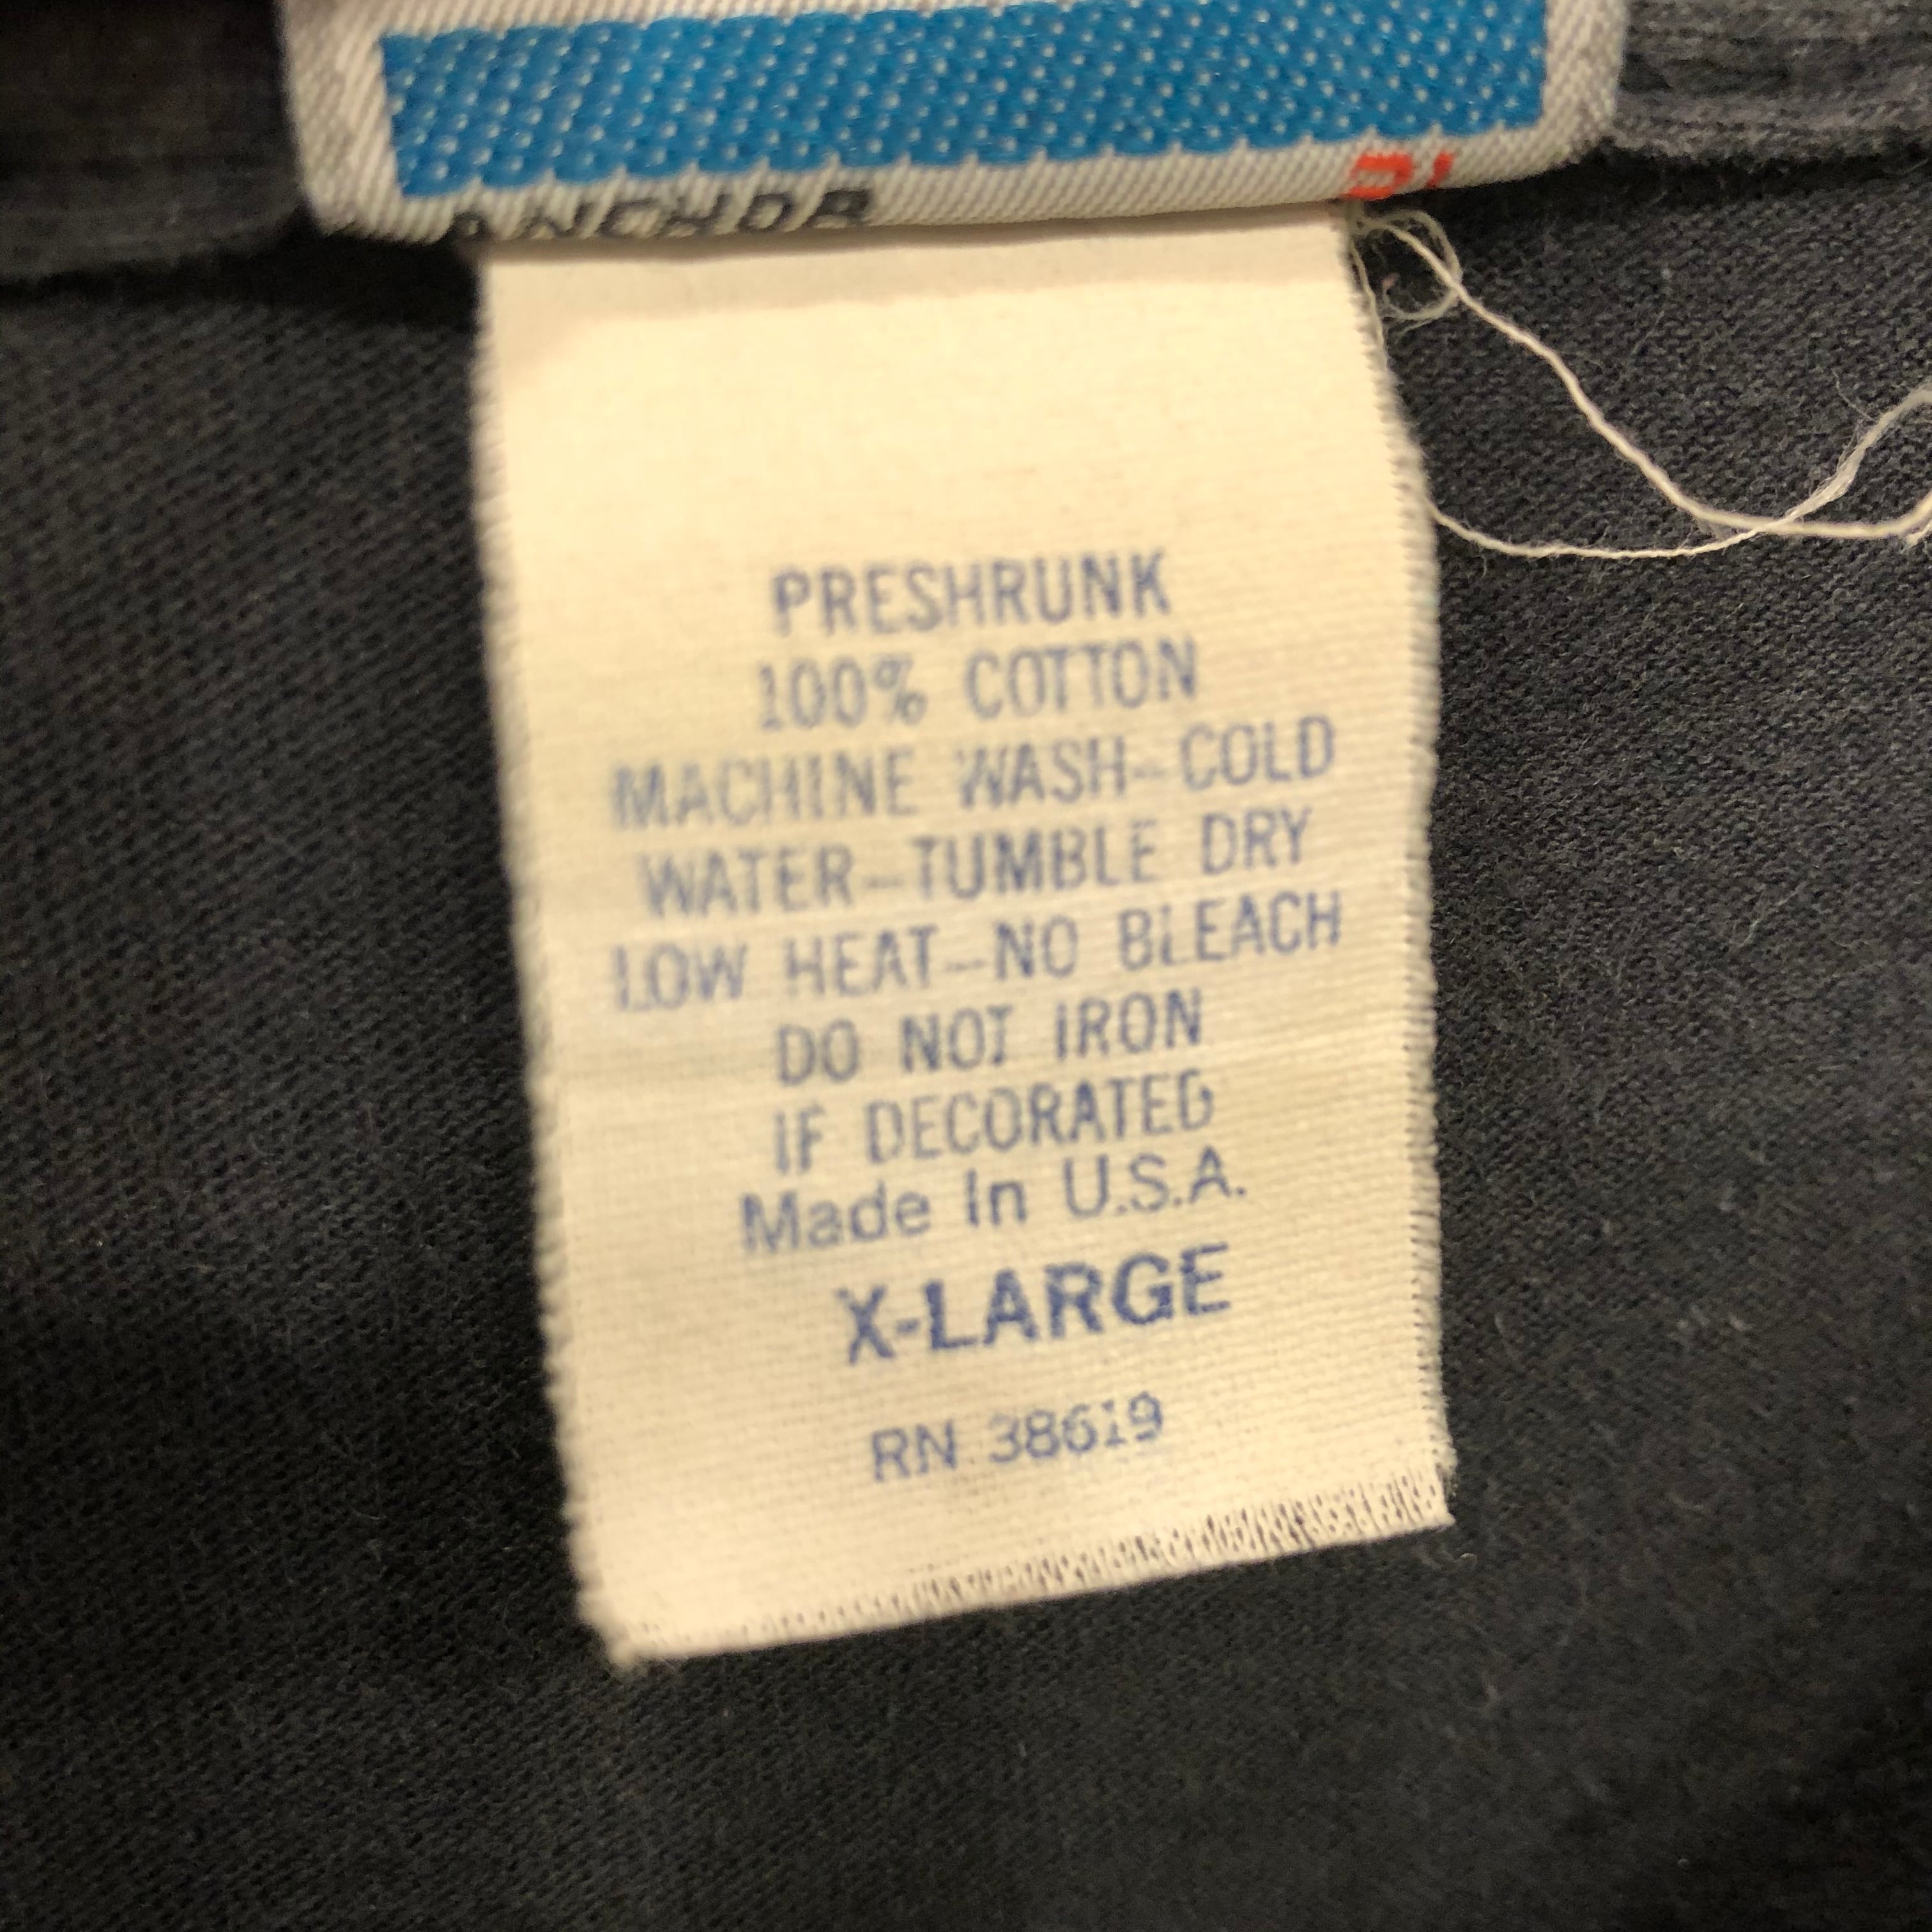 ANCHOR
PRESHRUNK
100% COTTON
MACHINE WASH-COLD
WATER-TUMBLE DRY
LOW HEAT-NO BLEACH
DO NOT IRON
IF DECORATED
Made In U.S.A.
X-LARGE
RN 38619